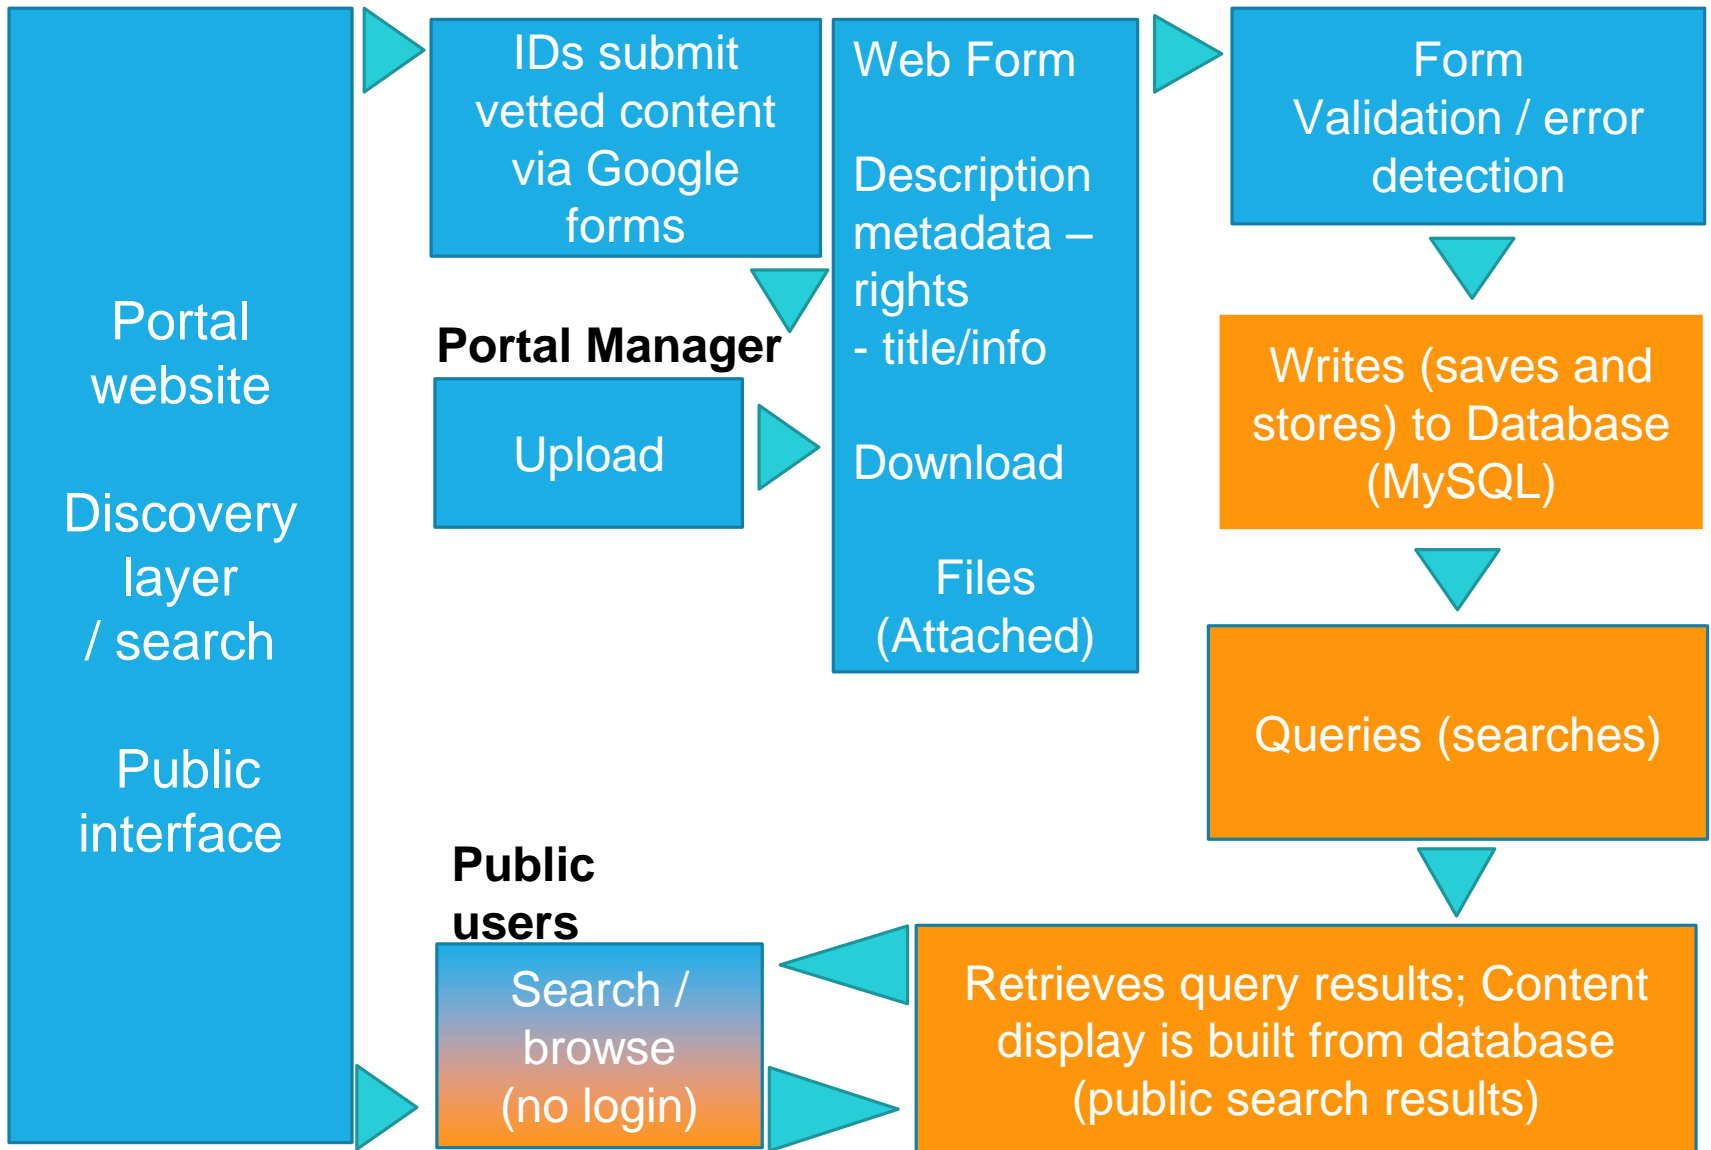 Portal
website
Discovery
layer
/ search
Public
interface
IDs submit
vetted content
via Google
forms
Portal Manager
Upload
Web Form
Description
metadata –
rights
- title/info
Download
Files
(Attached)
Form
Validation / error
detection
Writes (saves and
stores) to Database
(MySQL)
Queries (searches)
Public
users
Search /
browse
(no login)
Retrieves query results; Content
display is built from database
(public search results)